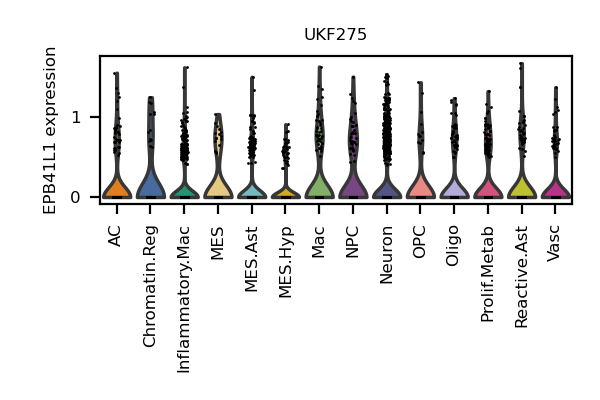 UKF275
EPB41L1 expression
1
0
AC
Chromatin.Reg
Inflammatory.Mac
MES
MES.Ast
MES.Hyp
Mac
NPC
Neuron
OPC
Oligo
Prolif.Metab
Reactive.Ast
Vasc